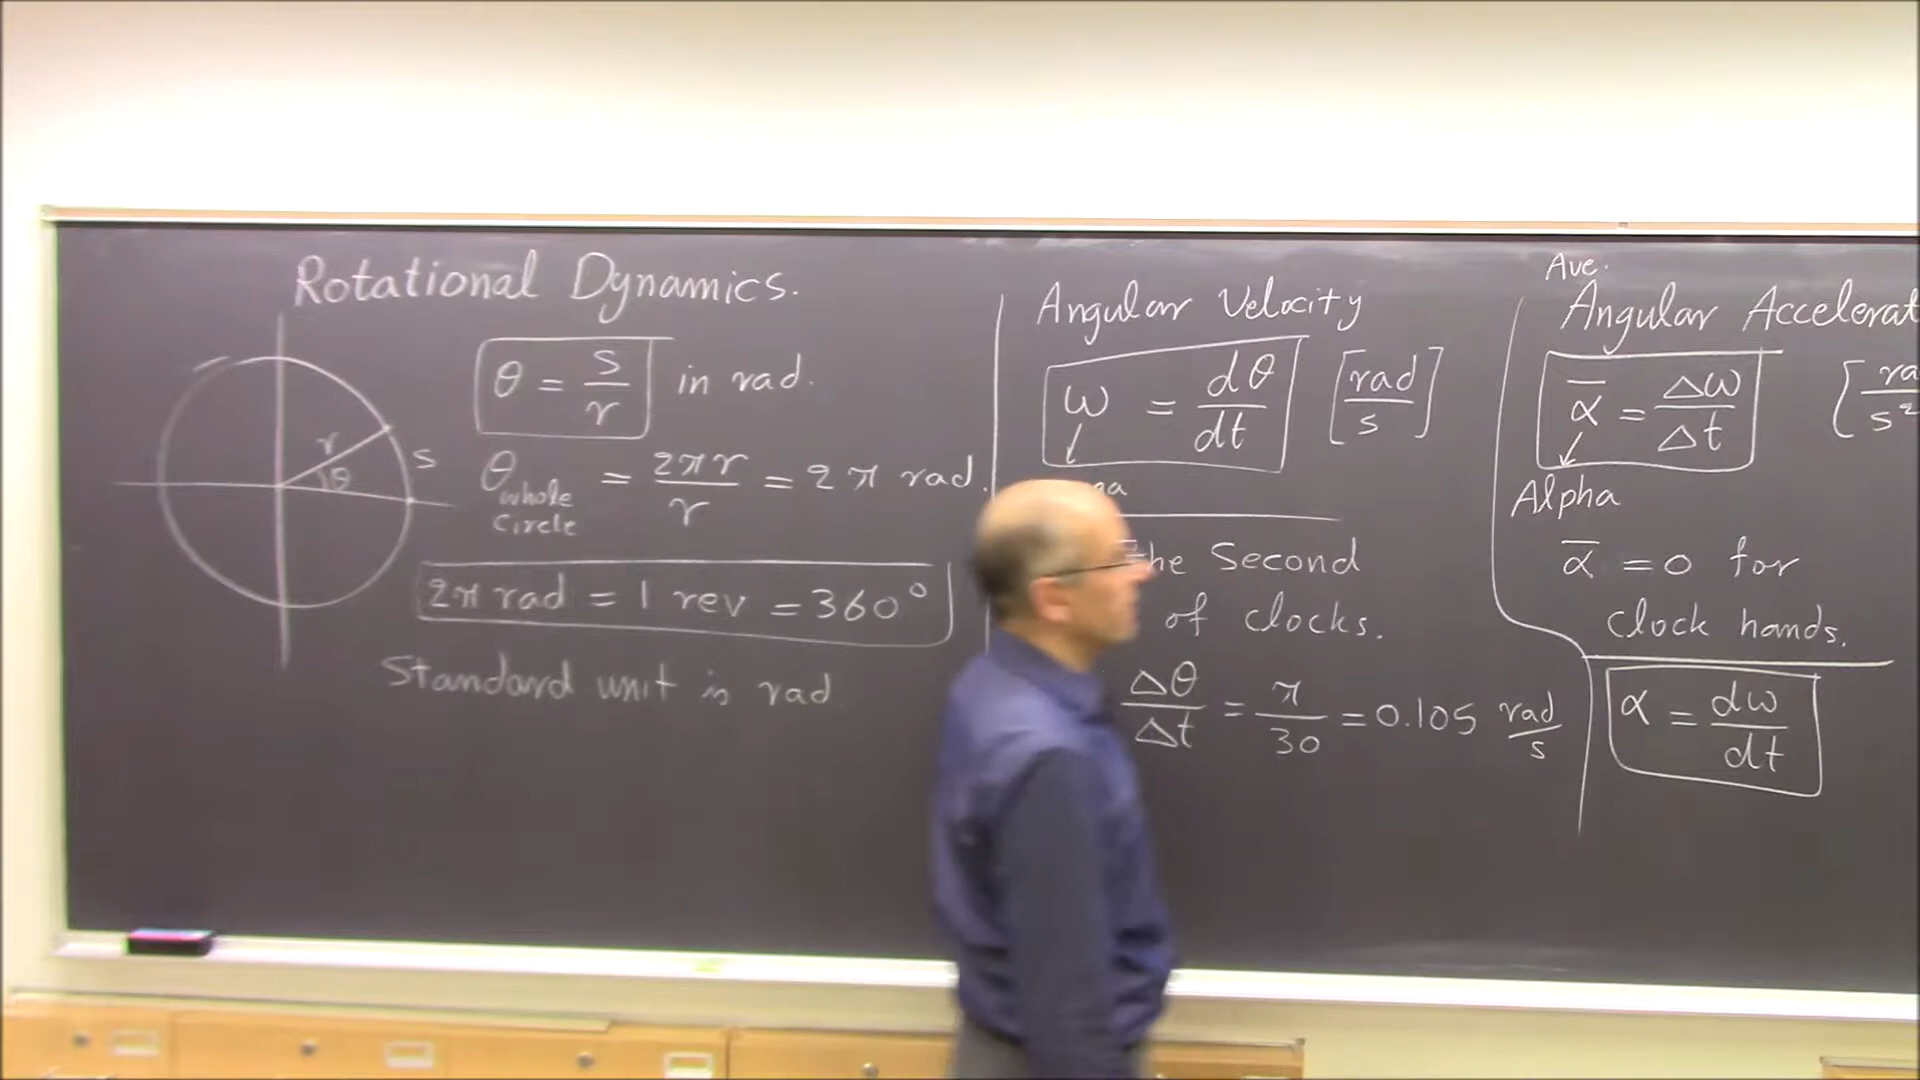 Rotational Dynamics.
r
θ
s
θ = s/r in rad.
θ whole circle = 2πr/r = 2π rad.
2π rad = 1 rev = 360°
Standard unit is rad
Angular Velocity
ω = dθ/dt [rad/s]
the Second
of clocks.
Δθ/Δt = π/30 = 0.105 rad/s
Ave.
Angular
ᾱ = Δω/Δt
Alpha
ᾱ = 0 for
clock hands.
α = dω/dt